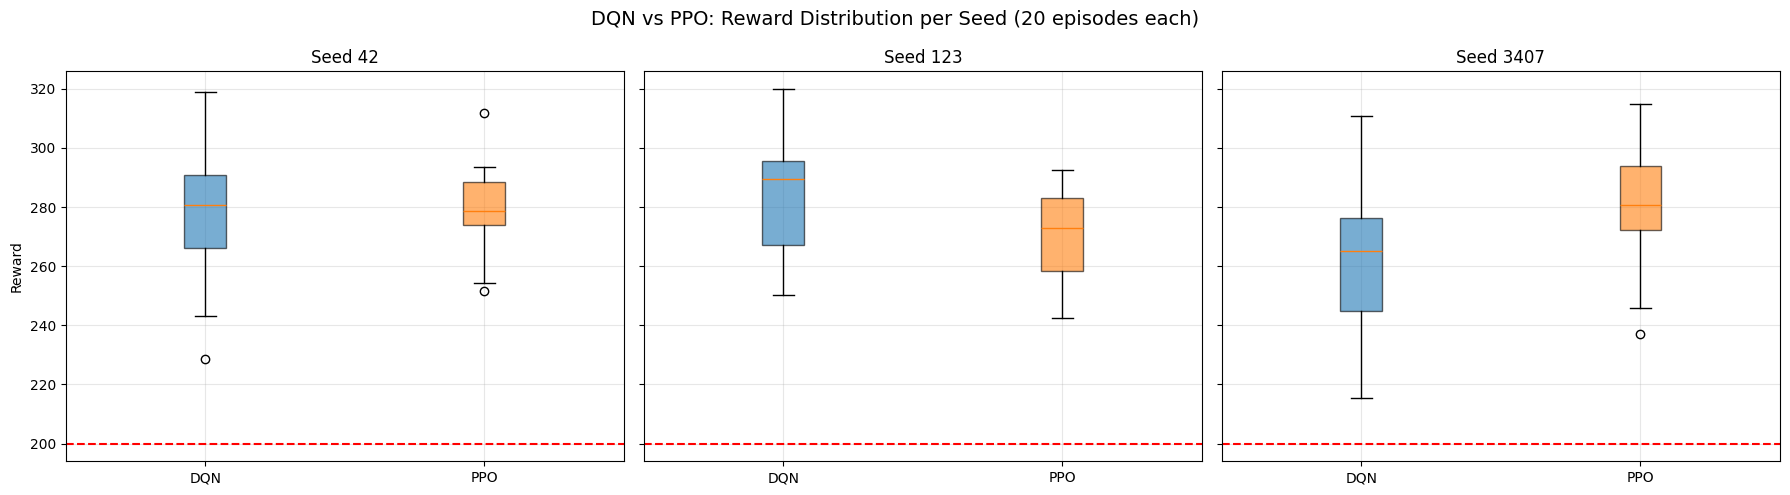 DQN vs PPO: Reward Distribution per Seed (20 episodes each)
Seed 42
Seed 123
Seed 3407
Reward
320
300
280
260
240
220
200
DQN
PPO
DQN
PPO
DQN
PPO